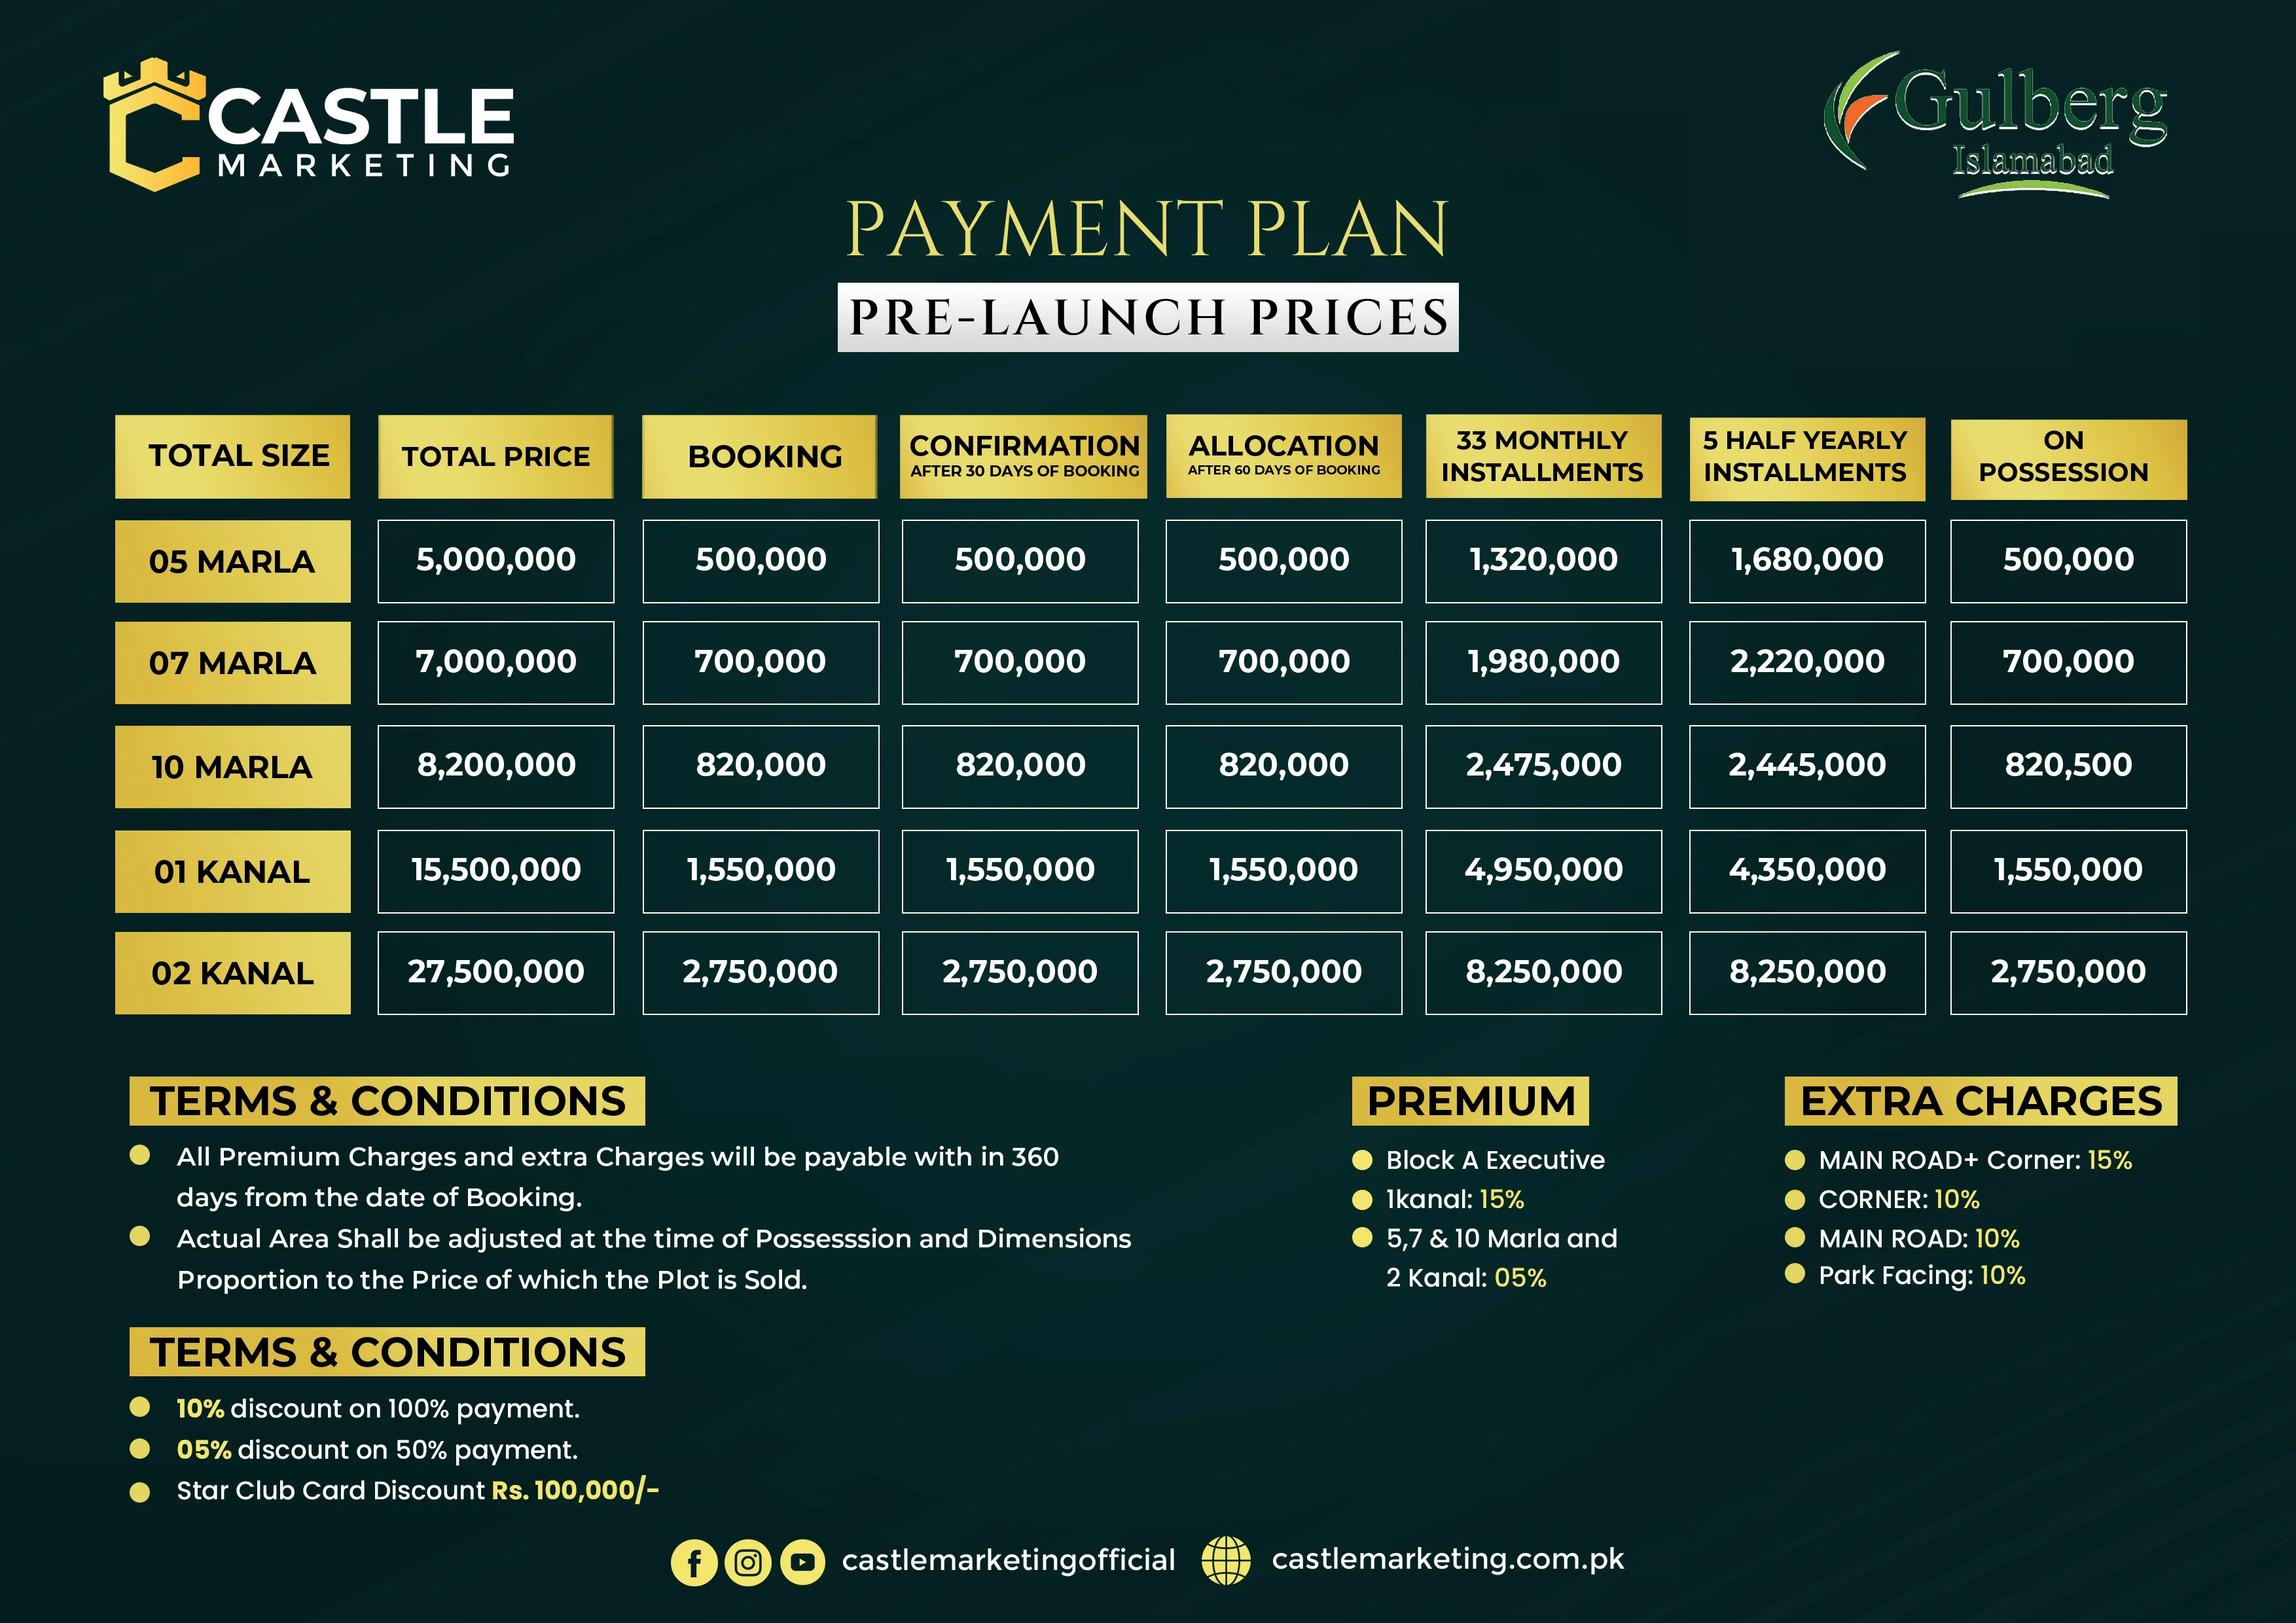 CASTLE
MARKETING
Gulberg
Islamabad
PAYMENT PLAN
PRE-LAUNCH PRICES
TOTAL SIZE TOTAL PRICE BOOKING CONFIRMATION AFTER 30 DAYS OF BOOKING ALLOCATION AFTER 60 DAYS OF BOOKING 33 MONTHLY INSTALLMENTS 5 HALF YEARLY INSTALLMENTS ON POSSESSION
05 MARLA 5,000,000 500,000 500,000 500,000 1,320,000 1,680,000 500,000
07 MARLA 7,000,000 700,000 700,000 700,000 1,980,000 2,220,000 700,000
10 MARLA 8,200,000 820,000 820,000 820,000 2,475,000 2,445,000 820,500
01 KANAL 15,500,000 1,550,000 1,550,000 1,550,000 4,950,000 4,350,000 1,550,000
02 KANAL 27,500,000 2,750,000 2,750,000 2,750,000 8,250,000 8,250,000 2,750,000
TERMS & CONDITIONS
All Premium Charges and extra Charges will be payable with in 360
days from the date of Booking.
Actual Area Shall be adjusted at the time of Possesssion and Dimensions
Proportion to the Price of which the Plot is Sold.
PREMIUM
Block A Executive
1kanal: 15%
5,7 & 10 Marla and
2 Kanal: 05%
EXTRA CHARGES
MAIN ROAD+ Corner: 15%
CORNER: 10%
MAIN ROAD: 10%
Park Facing: 10%
TERMS & CONDITIONS
10% discount on 100% payment.
05% discount on 50% payment.
Star Club Card Discount Rs. 100,000/-
castlemarketingofficial castlemarketing.com.pk